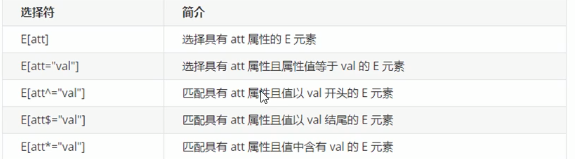 选择符 简介
E[att] 选择具有 att 属性的 E 元素
E[att="val"] 选择具有 att 属性且属性值等于 val 的 E 元素
E[att^="val"] 匹配具有 att 属性且值以 val 开头的 E 元素
E[att$="val"] 匹配具有 att 属性且值以 val 结尾的 E 元素
E[att*="val"] 匹配具有 att 属性且值中含有 val 的 E 元素